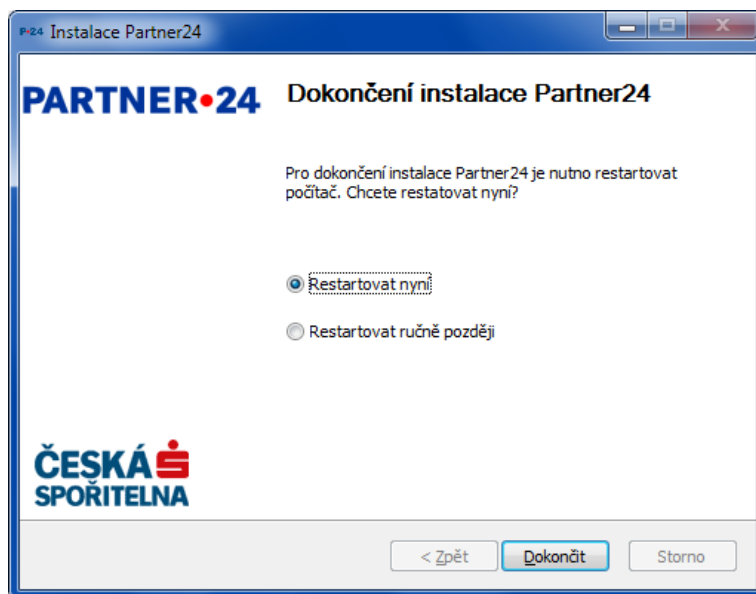 P·24 Instalace Partner24
PARTNER•24
Dokončení instalace Partner24
Pro dokončení instalace Partner24 je nutno restartovat
počítač. Chcete restatovat nyní?
Restartovat nyní
Restartovat ručně později
ČESKÁ
SPOŘITELNA
< Zpět
Dokončit
Storno